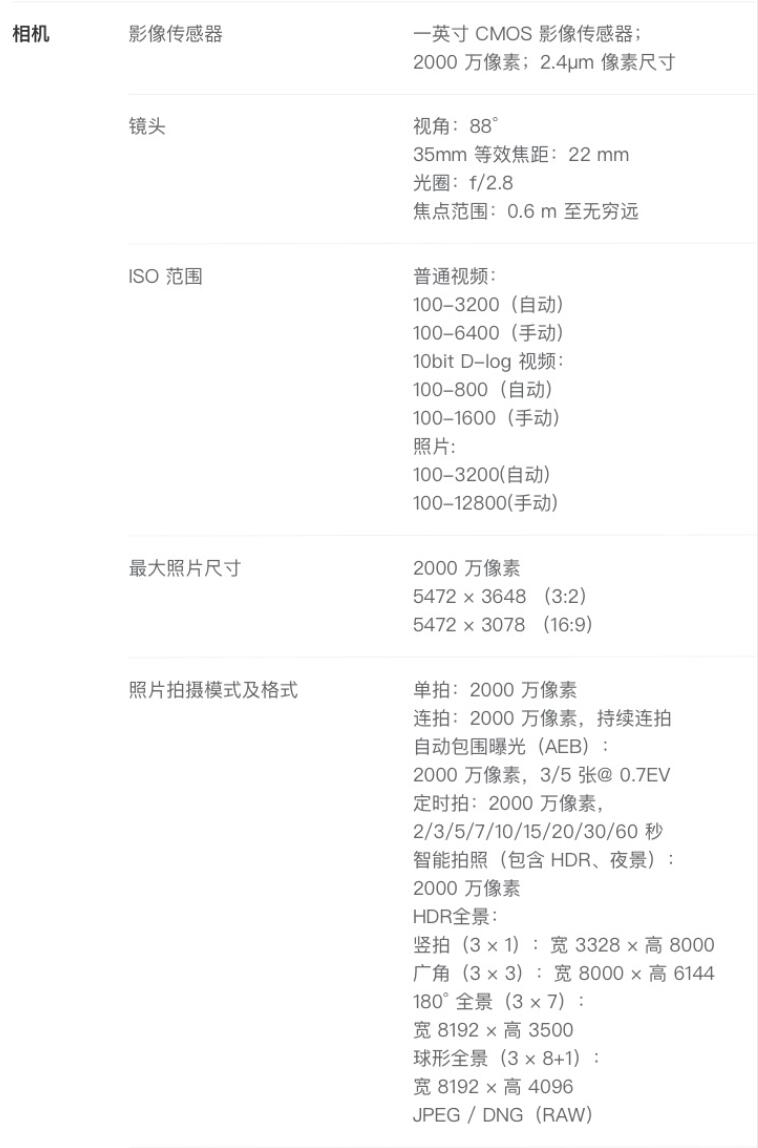 相机 影像传感器 一英寸 CMOS 影像传感器；
2000 万像素；2.4μm 像素尺寸
镜头 视角：88°
35mm 等效焦距：22 mm
光圈：f/2.8
焦点范围：0.6 m 至无穷远
ISO 范围 普通视频：
100–3200（自动）
100–6400（手动）
10bit D–log 视频：
100–800（自动）
100–1600（手动）
照片:
100–3200(自动)
100–12800(手动)
最大照片尺寸 2000 万像素
5472 × 3648 （3:2）
5472 × 3078 （16:9）
照片拍摄模式及格式 单拍：2000 万像素
连拍：2000 万像素，持续连拍
自动包围曝光（AEB）：
2000 万像素，3/5 张@ 0.7EV
定时拍：2000 万像素，
2/3/5/7/10/15/20/30/60 秒
智能拍照（包含 HDR、夜景）：
2000 万像素
HDR全景：
竖拍（3 × 1）：宽 3328 × 高 8000
广角（3 × 3）：宽 8000 × 高 6144
180° 全景（3 × 7）：
宽 8192 × 高 3500
球形全景（3 × 8+1）：
宽 8192 × 高 4096
JPEG / DNG（RAW）